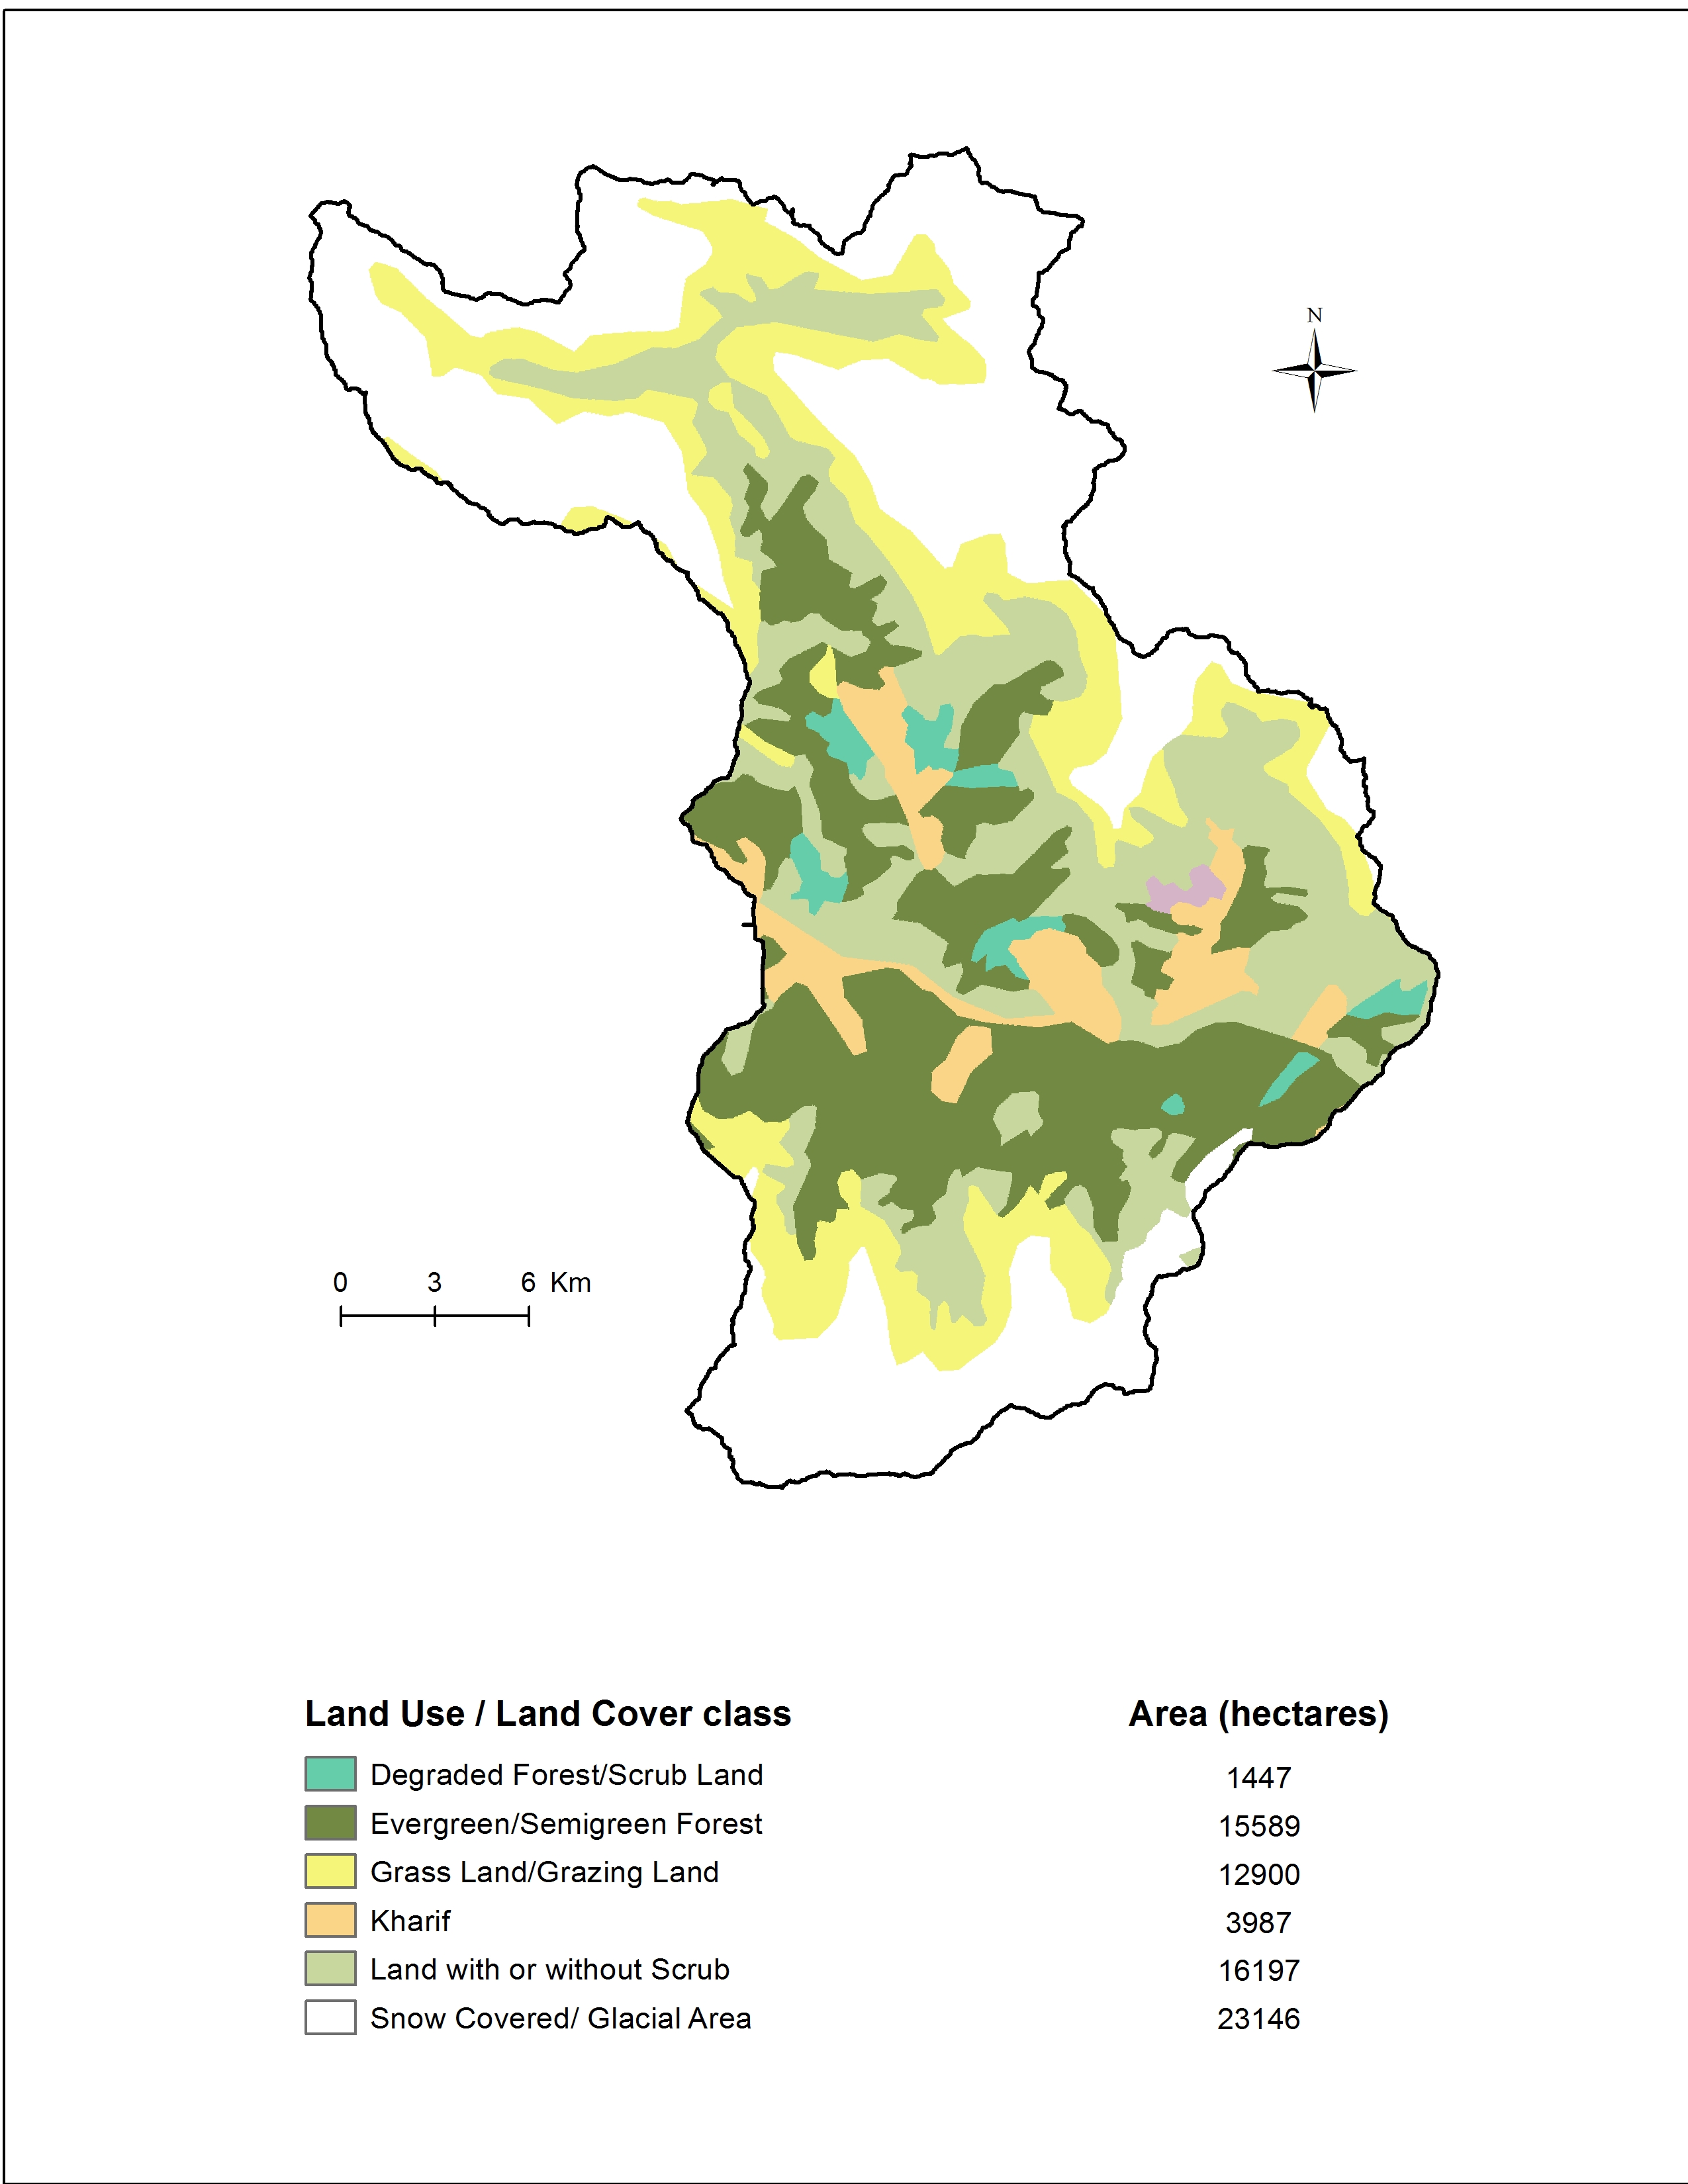 N
0 3 6 Km
Land Use / Land Cover class Area (hectares)
Degraded Forest/Scrub Land 1447
Evergreen/Semigreen Forest 15589
Grass Land/Grazing Land 12900
Kharif 3987
Land with or without Scrub 16197
Snow Covered/ Glacial Area 23146